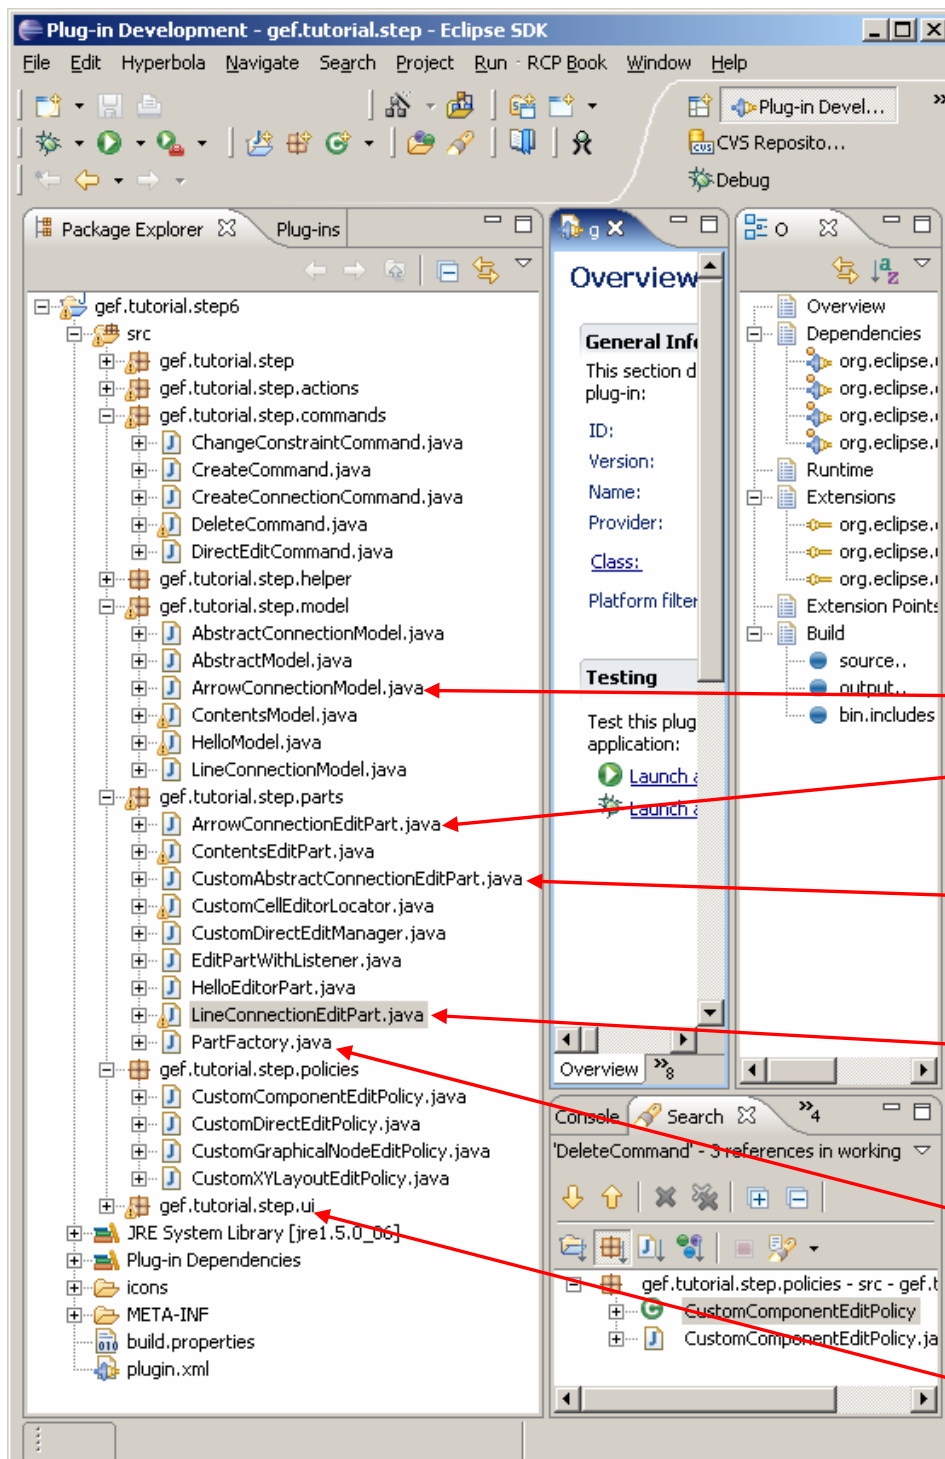 Plug-in Development - gef.tutorial.step - Eclipse SDK
File Edit Hyperbola Navigate Search Project Run RCP Book Window Help
Plug-in Devel...
CVS Reposito...
Debug
Package Explorer
Plug-ins
gef.tutorial.step6
src
gef.tutorial.step
gef.tutorial.step.actions
gef.tutorial.step.commands
ChangeConstraintCommand.java
CreateCommand.java
CreateConnectionCommand.java
DeleteCommand.java
DirectEditCommand.java
gef.tutorial.step.helper
gef.tutorial.step.model
AbstractConnectionModel.java
AbstractModel.java
ArrowConnectionModel.java
ContentsModel.java
HelloModel.java
LineConnectionModel.java
gef.tutorial.step.parts
ArrowConnectionEditPart.java
ContentsEditPart.java
CustomAbstractConnectionEditPart.java
CustomCellEditorLocator.java
CustomDirectEditManager.java
EditPartWithListener.java
HelloEditorPart.java
LineConnectionEditPart.java
PartFactory.java
gef.tutorial.step.policies
CustomComponentEditPolicy.java
CustomDirectEditPolicy.java
CustomGraphicalNodeEditPolicy.java
CustomXYLayoutEditPolicy.java
gef.tutorial.step.ui
JRE System Library [jre1.5.0_06]
Plug-in Dependencies
icons
META-INF
build.properties
plugin.xml
g
Overview
General Info
This section d
plug-in:
ID:
Version:
Name:
Provider:
Class:
Platform filter
Testing
Test this plug
application:
Launch a
Launch a
Overview
8
O
Overview
Dependencies
org.eclipse.
org.eclipse.
org.eclipse.
org.eclipse.
Runtime
Extensions
org.eclipse.
org.eclipse.
org.eclipse.
Extension Points
Build
source..
output..
bin.includes
Console
Search
4
'DeleteCommand' - 3 references in working
gef.tutorial.step.policies - src - gef.t
CustomComponentEditPolicy
CustomComponentEditPolicy.ja